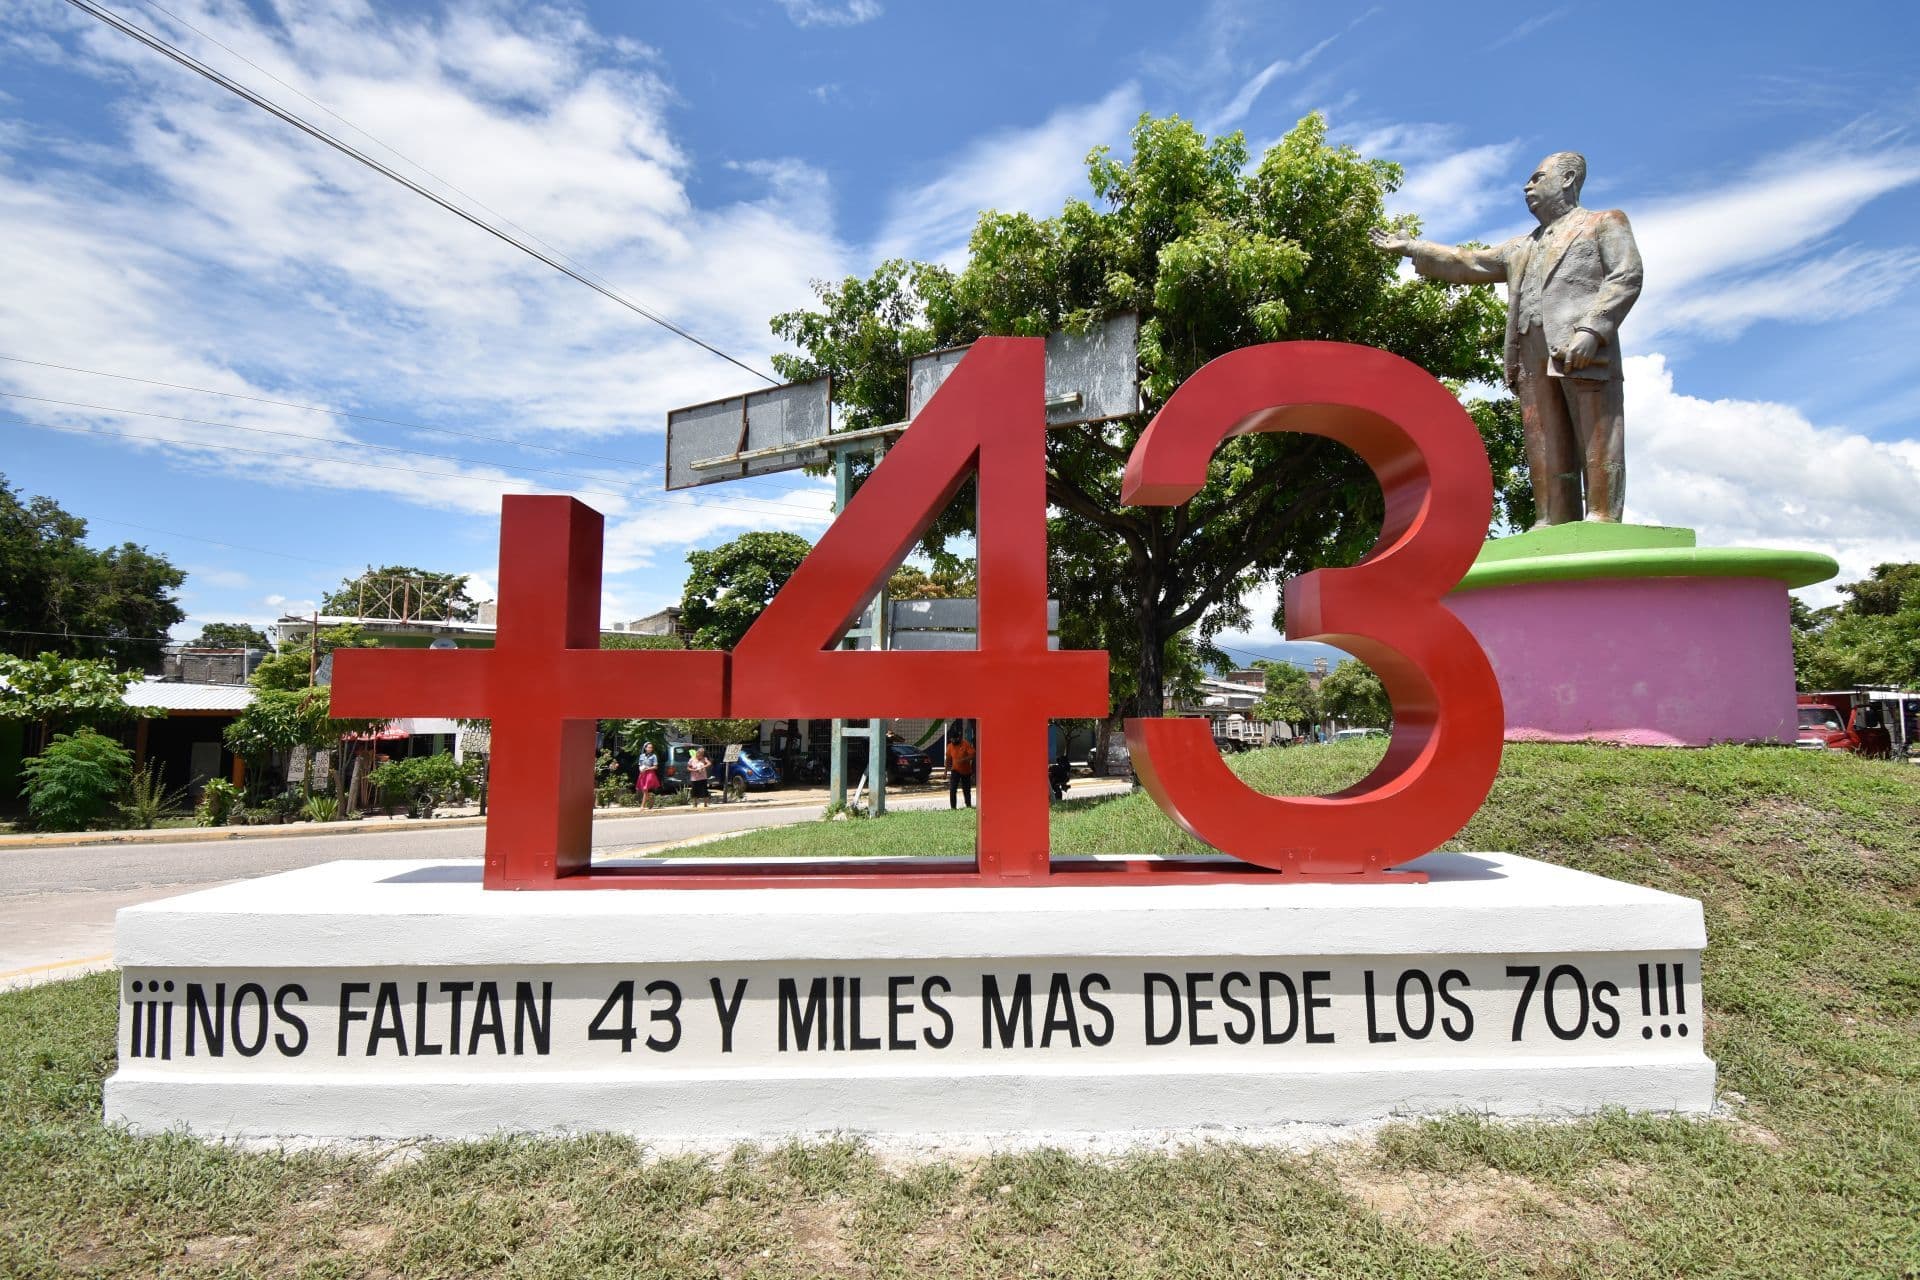 +43
¡¡¡NOS FALTAN 43 Y MILES MAS DESDE LOS 70s !!!